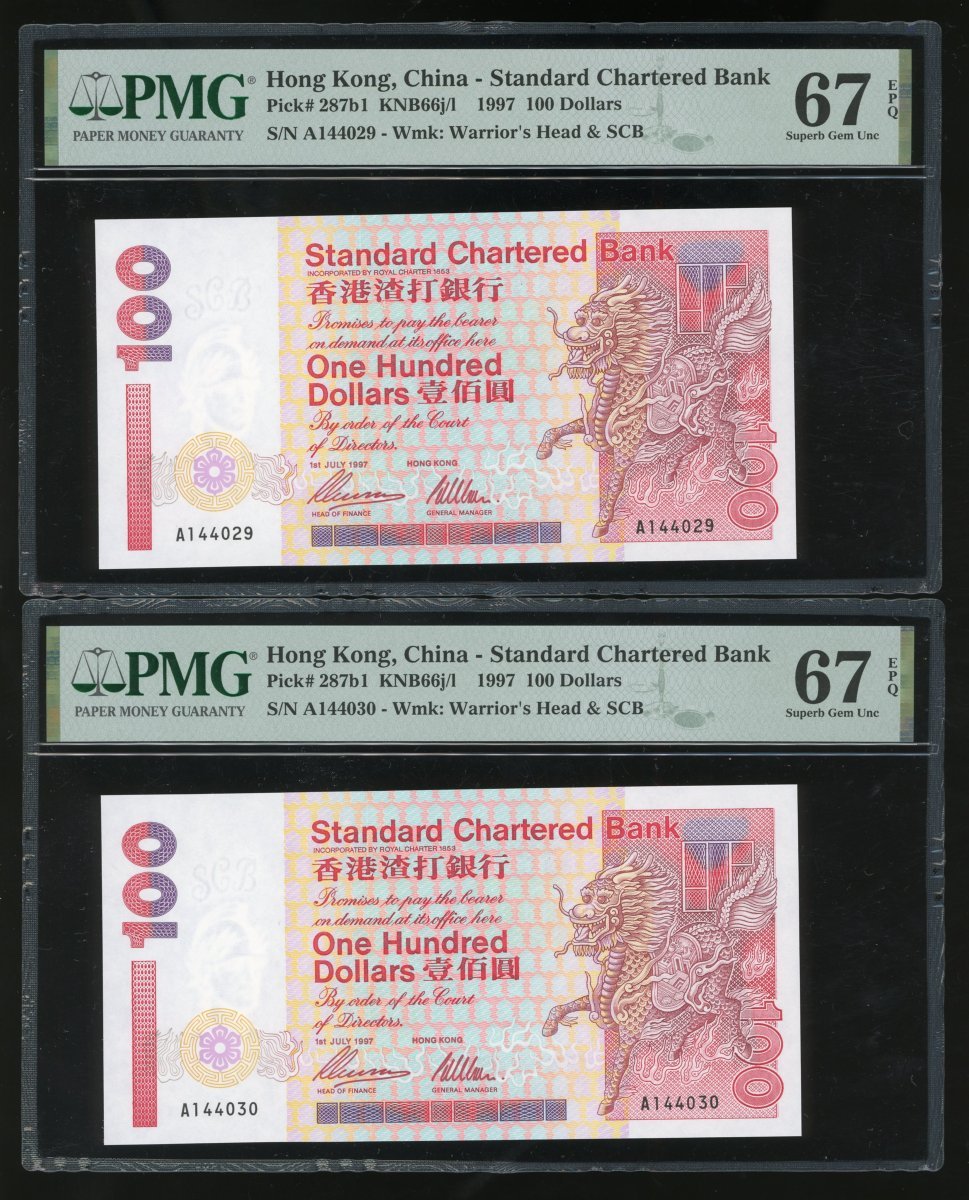 PMG®
PAPER MONEY GUARANTY
Hong Kong, China - Standard Chartered Bank
Pick# 287b1 KNB66j/l 1997 100 Dollars
S/N A144029 - Wmk: Warrior's Head & SCB
67
EPQ
Superb Gem Unc
100
SCB
Standard Chartered Bank
INCORPORATED BY ROYAL CHARTER 1853
香港渣打銀行
Promises to pay the bearer
on demand at its office here
One Hundred
Dollars 壹佰圓
By order of the Court
of Directors.
1ST JULY 1997 HONG KONG
HEAD OF FINANCE GENERAL MANAGER
A144029
A144029
100
PMG®
PAPER MONEY GUARANTY
Hong Kong, China - Standard Chartered Bank
Pick# 287b1 KNB66j/l 1997 100 Dollars
S/N A144030 - Wmk: Warrior's Head & SCB
67
EPQ
Superb Gem Unc
100
SCB
Standard Chartered Bank
INCORPORATED BY ROYAL CHARTER 1853
香港渣打銀行
Promises to pay the bearer
on demand at its office here
One Hundred
Dollars 壹佰圓
By order of the Court
of Directors.
1ST JULY 1997 HONG KONG
HEAD OF FINANCE GENERAL MANAGER
A144030
A144030
100